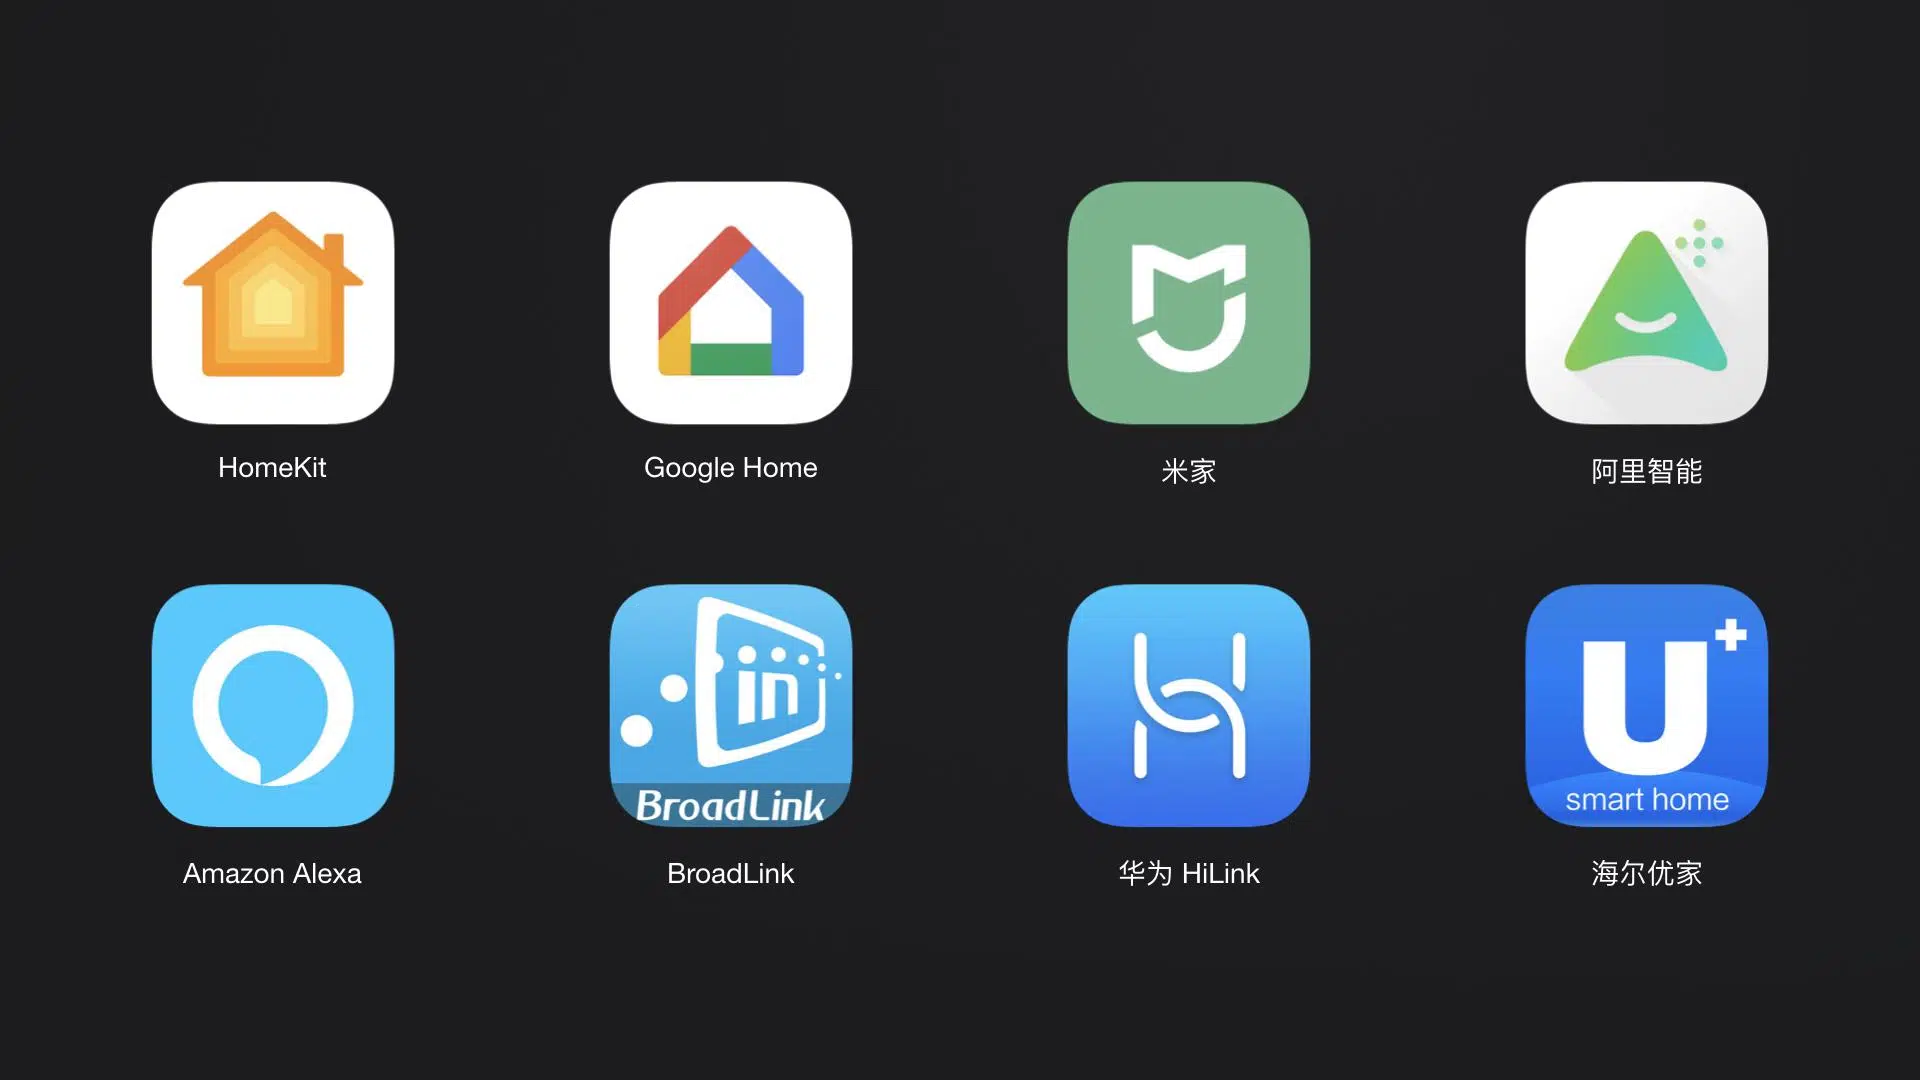 HomeKit
Google Home
米家
阿里智能
in
BroadLink
U+
smart home
Amazon Alexa
BroadLink
华为 HiLink
海尔优家